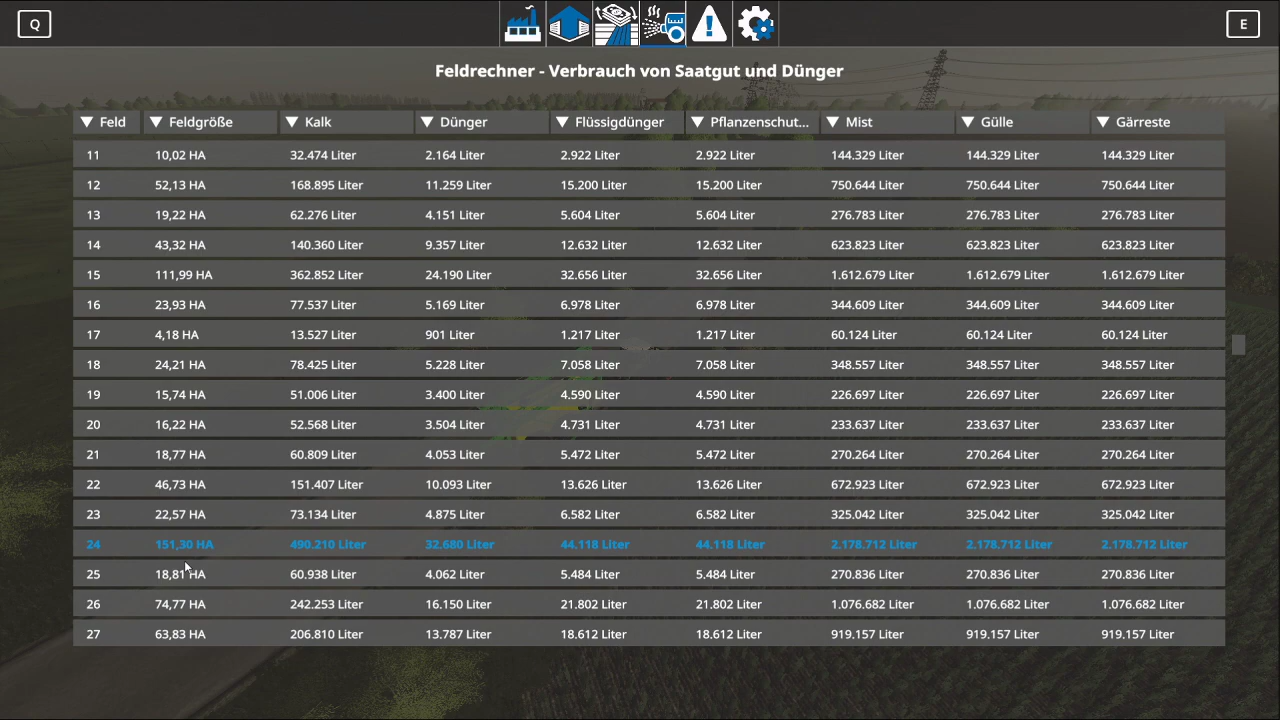 Q
E
Feldrechner - Verbrauch von Saatgut und Dünger
▼ Feld ▼ Feldgröße ▼ Kalk ▼ Dünger ▼ Flüssigdünger ▼ Pflanzenschut... ▼ Mist ▼ Gülle ▼ Gärreste
11 10,02 HA 32.474 Liter 2.164 Liter 2.922 Liter 2.922 Liter 144.329 Liter 144.329 Liter 144.329 Liter
12 52,13 HA 168.895 Liter 11.259 Liter 15.200 Liter 15.200 Liter 750.644 Liter 750.644 Liter 750.644 Liter
13 19,22 HA 62.276 Liter 4.151 Liter 5.604 Liter 5.604 Liter 276.783 Liter 276.783 Liter 276.783 Liter
14 43,32 HA 140.360 Liter 9.357 Liter 12.632 Liter 12.632 Liter 623.823 Liter 623.823 Liter 623.823 Liter
15 111,99 HA 362.852 Liter 24.190 Liter 32.656 Liter 32.656 Liter 1.612.679 Liter 1.612.679 Liter 1.612.679 Liter
16 23,93 HA 77.537 Liter 5.169 Liter 6.978 Liter 6.978 Liter 344.609 Liter 344.609 Liter 344.609 Liter
17 4,18 HA 13.527 Liter 901 Liter 1.217 Liter 1.217 Liter 60.124 Liter 60.124 Liter 60.124 Liter
18 24,21 HA 78.425 Liter 5.228 Liter 7.058 Liter 7.058 Liter 348.557 Liter 348.557 Liter 348.557 Liter
19 15,74 HA 51.006 Liter 3.400 Liter 4.590 Liter 4.590 Liter 226.697 Liter 226.697 Liter 226.697 Liter
20 16,22 HA 52.568 Liter 3.504 Liter 4.731 Liter 4.731 Liter 233.637 Liter 233.637 Liter 233.637 Liter
21 18,77 HA 60.809 Liter 4.053 Liter 5.472 Liter 5.472 Liter 270.264 Liter 270.264 Liter 270.264 Liter
22 46,73 HA 151.407 Liter 10.093 Liter 13.626 Liter 13.626 Liter 672.923 Liter 672.923 Liter 672.923 Liter
23 22,57 HA 73.134 Liter 4.875 Liter 6.582 Liter 6.582 Liter 325.042 Liter 325.042 Liter 325.042 Liter
24 151,30 HA 490.210 Liter 32.680 Liter 44.118 Liter 44.118 Liter 2.178.712 Liter 2.178.712 Liter 2.178.712 Liter
25 18,81 HA 60.938 Liter 4.062 Liter 5.484 Liter 5.484 Liter 270.836 Liter 270.836 Liter 270.836 Liter
26 74,77 HA 242.253 Liter 16.150 Liter 21.802 Liter 21.802 Liter 1.076.682 Liter 1.076.682 Liter 1.076.682 Liter
27 63,83 HA 206.810 Liter 13.787 Liter 18.612 Liter 18.612 Liter 919.157 Liter 919.157 Liter 919.157 Liter